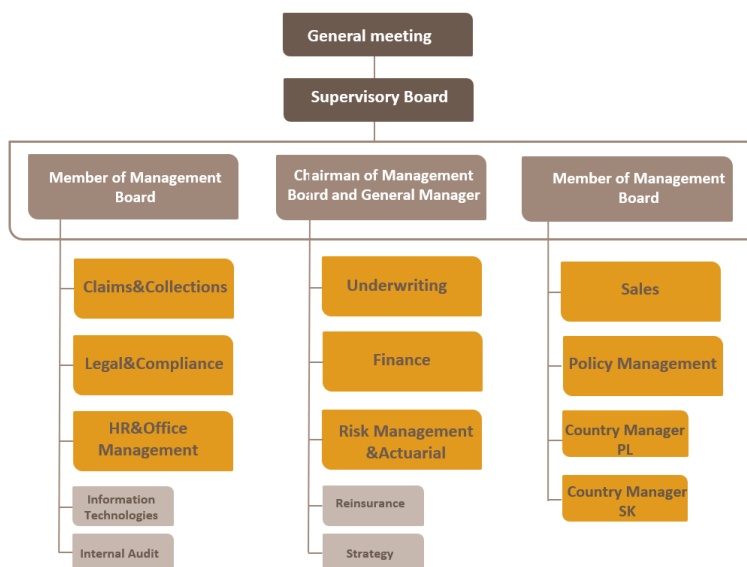 General meeting
Supervisory Board
Member of Management
Board
Chairman of Management
Board and General Manager
Member of Management
Board
Claims&Collections
Legal&Compliance
HR&Office
Management
Information
Technologies
Internal Audit
Underwriting
Finance
Risk Management
&Actuarial
Reinsurance
Strategy
Sales
Policy Management
Country Manager
PL
Country Manager
SK